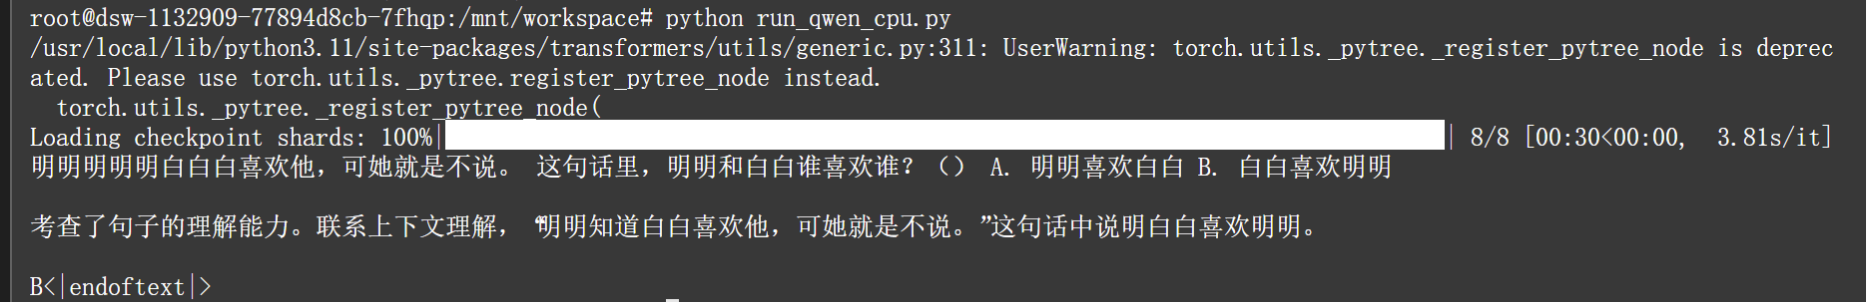 root@dsw-1132909-77894d8cb-7fhqp:/mnt/workspace# python run_qwen_cpu.py
/usr/local/lib/python3.11/site-packages/transformers/utils/generic.py:311: UserWarning: torch.utils._pytree._register_pytree_node is deprec
ated. Please use torch.utils._pytree.register_pytree_node instead.
  torch.utils._pytree._register_pytree_node(
Loading checkpoint shards: 100%|██████████| 8/8 [00:30<00:00,  3.81s/it]
明明明明明白白白喜欢他，可她就是不说。 这句话里，明明和白白谁喜欢谁？（） A. 明明喜欢白白 B. 白白喜欢明明
考查了句子的理解能力。联系上下文理解，“明明知道白白喜欢他，可她就是不说。”这句话中说明白白喜欢明明。
B<|endoftext|>